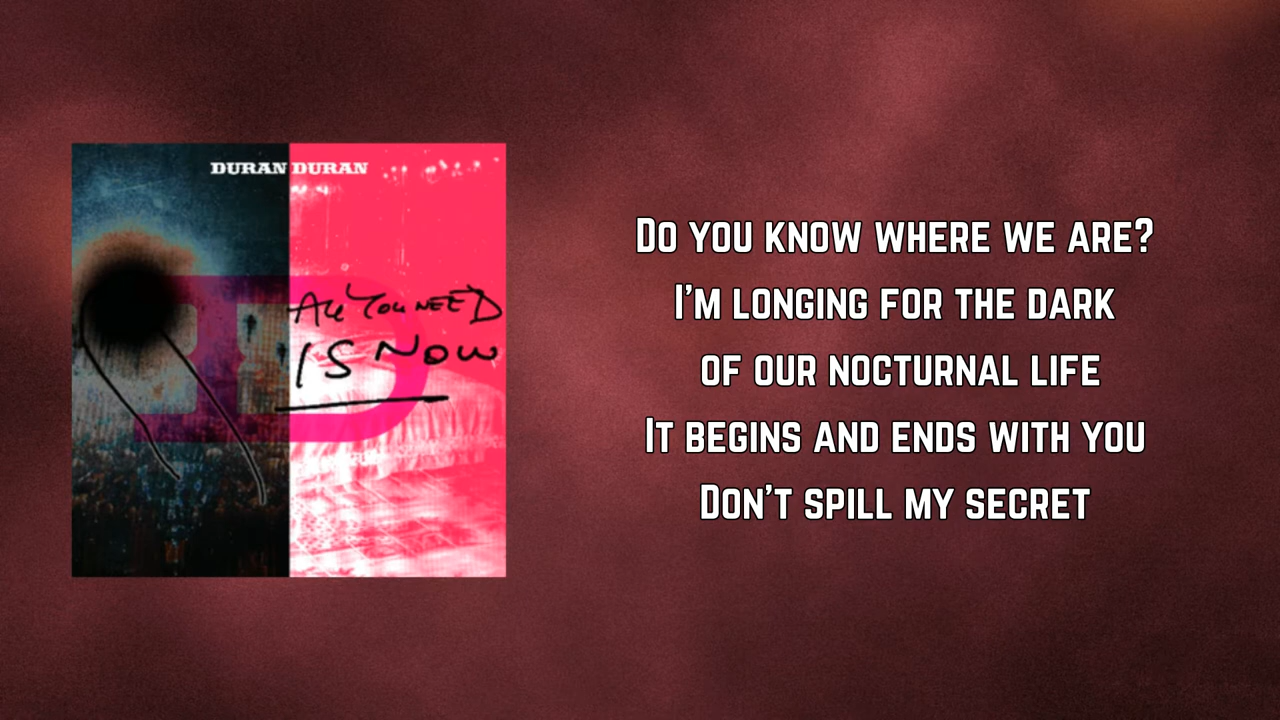 DURAN DURAN
ALL YOU NEED
IS NOW
DO YOU KNOW WHERE WE ARE?
I'M LONGING FOR THE DARK
OF OUR NOCTURNAL LIFE
IT BEGINS AND ENDS WITH YOU
DON'T SPILL MY SECRET